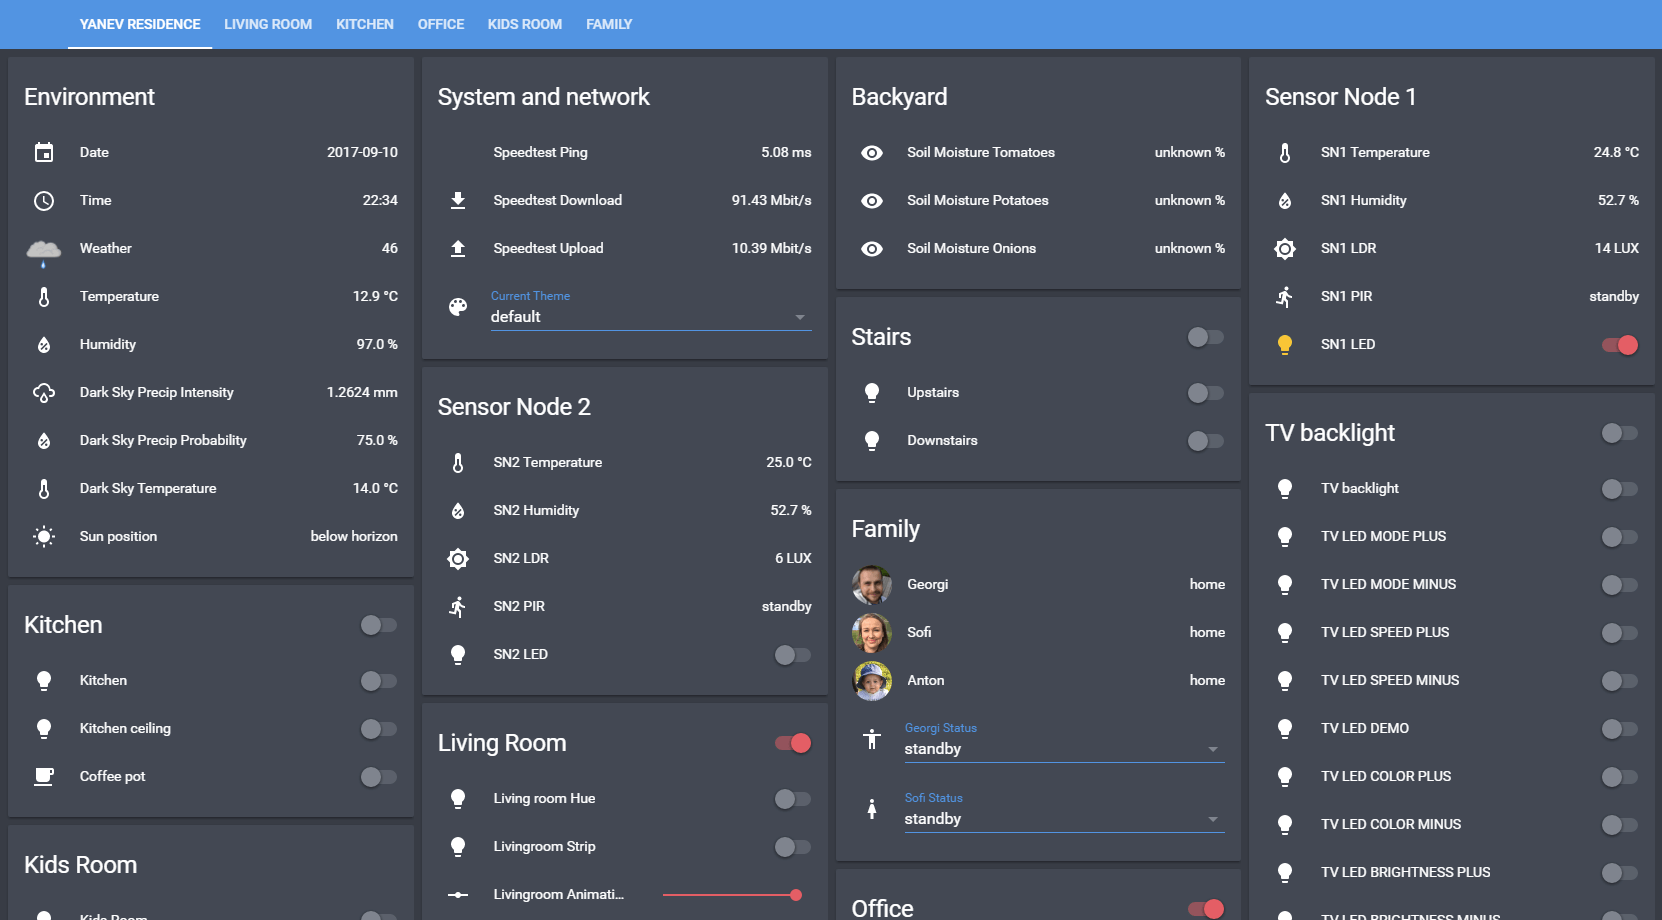 YANEV RESIDENCE LIVING ROOM KITCHEN OFFICE KIDS ROOM FAMILY
Environment
Date 2017-09-10
Time 22:34
Weather 46
Temperature 12.9 °C
Humidity 97.0 %
Dark Sky Precip Intensity 1.2624 mm
Dark Sky Precip Probability 75.0 %
Dark Sky Temperature 14.0 °C
Sun position below horizon
Kitchen
Kitchen
Kitchen ceiling
Coffee pot
Kids Room
Kids Room
System and network
Speedtest Ping 5.08 ms
Speedtest Download 91.43 Mbit/s
Speedtest Upload 10.39 Mbit/s
Current Theme
default
Sensor Node 2
SN2 Temperature 25.0 °C
SN2 Humidity 52.7 %
SN2 LDR 6 LUX
SN2 PIR standby
SN2 LED
Living Room
Living room Hue
Livingroom Strip
Livingroom Animati...
Backyard
Soil Moisture Tomatoes unknown %
Soil Moisture Potatoes unknown %
Soil Moisture Onions unknown %
Stairs
Upstairs
Downstairs
Family
Georgi home
Sofi home
Anton home
Georgi Status
standby
Sofi Status
standby
Office
Sensor Node 1
SN1 Temperature 24.8 °C
SN1 Humidity 52.7 %
SN1 LDR 14 LUX
SN1 PIR standby
SN1 LED
TV backlight
TV backlight
TV LED MODE PLUS
TV LED MODE MINUS
TV LED SPEED PLUS
TV LED SPEED MINUS
TV LED DEMO
TV LED COLOR PLUS
TV LED COLOR MINUS
TV LED BRIGHTNESS PLUS
TV LED BRIGHTNESS MINUS